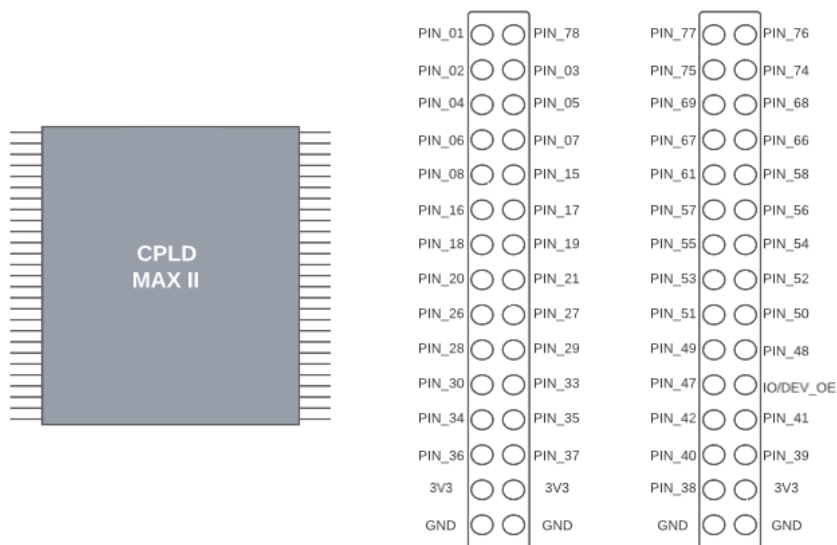 CPLD
MAX II
PIN_01 PIN_78
PIN_02 PIN_03
PIN_04 PIN_05
PIN_06 PIN_07
PIN_08 PIN_15
PIN_16 PIN_17
PIN_18 PIN_19
PIN_20 PIN_21
PIN_26 PIN_27
PIN_28 PIN_29
PIN_30 PIN_33
PIN_34 PIN_35
PIN_36 PIN_37
3V3 3V3
GND GND
PIN_77 PIN_76
PIN_75 PIN_74
PIN_69 PIN_68
PIN_67 PIN_66
PIN_61 PIN_58
PIN_57 PIN_56
PIN_55 PIN_54
PIN_53 PIN_52
PIN_51 PIN_50
PIN_49 PIN_48
PIN_47 IO/DEV_OE
PIN_42 PIN_41
PIN_40 PIN_39
PIN_38 3V3
GND GND